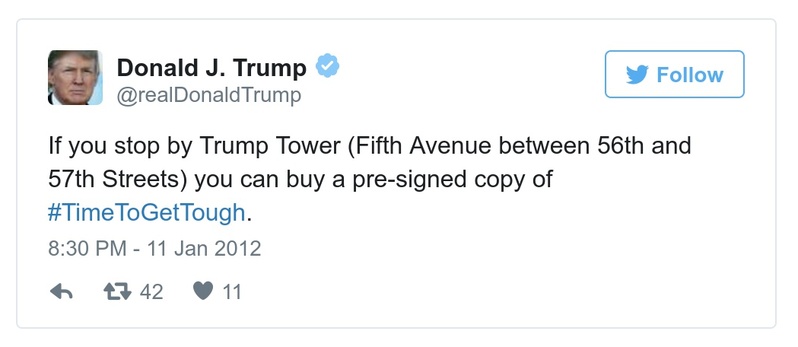 Donald J. Trump
@realDonaldTrump
Follow
If you stop by Trump Tower (Fifth Avenue between 56th and
57th Streets) you can buy a pre-signed copy of
#TimeToGetTough.
8:30 PM - 11 Jan 2012
42 11